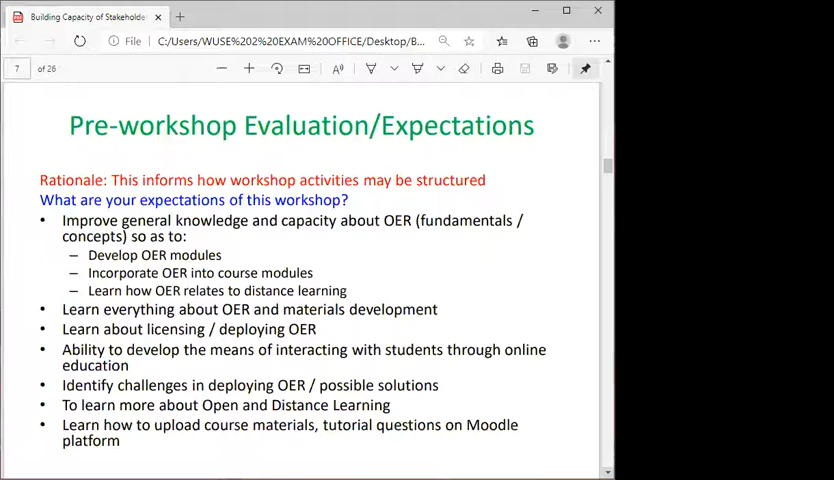 Building Capacity of Stakeholde
File
C:/Users/WUSE%202%20EXAM%20OFFICE/Desktop/B...
7 of 26
Pre-workshop Evaluation/Expectations
Rationale: This informs how workshop activities may be structured
What are your expectations of this workshop?
• Improve general knowledge and capacity about OER (fundamentals /
concepts) so as to:
– Develop OER modules
– Incorporate OER into course modules
– Learn how OER relates to distance learning
• Learn everything about OER and materials development
• Learn about licensing / deploying OER
• Ability to develop the means of interacting with students through online
education
• Identify challenges in deploying OER / possible solutions
• To learn more about Open and Distance Learning
• Learn how to upload course materials, tutorial questions on Moodle
platform